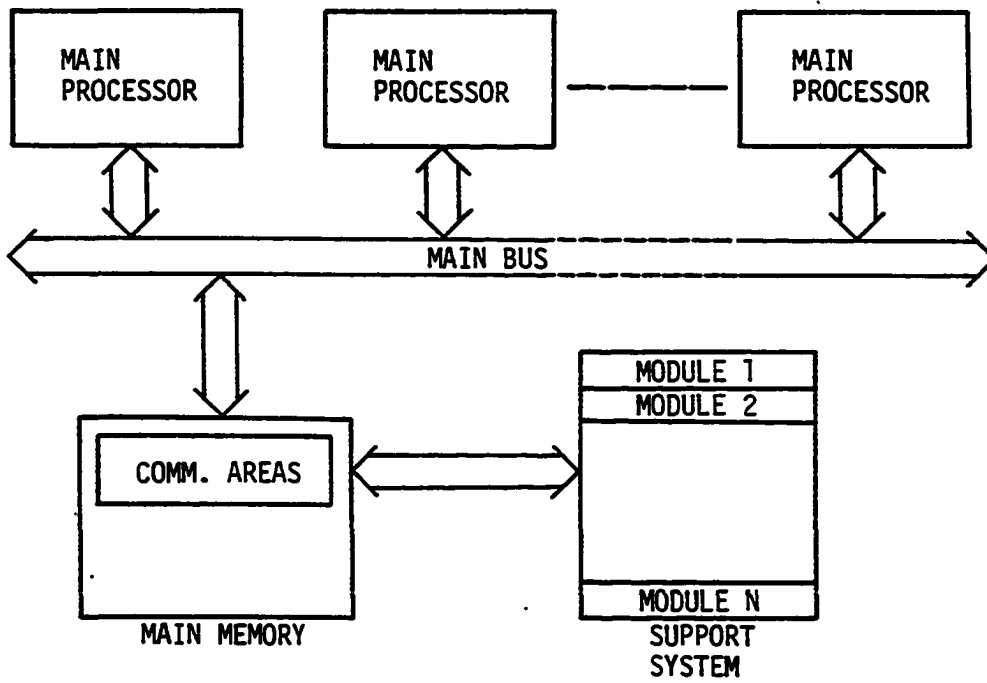 MAIN
PROCESSOR
MAIN
PROCESSOR
MAIN
PROCESSOR
MAIN BUS
MODULE 1
MODULE 2
COMM. AREAS
MODULE N
MAIN MEMORY
SUPPORT
SYSTEM